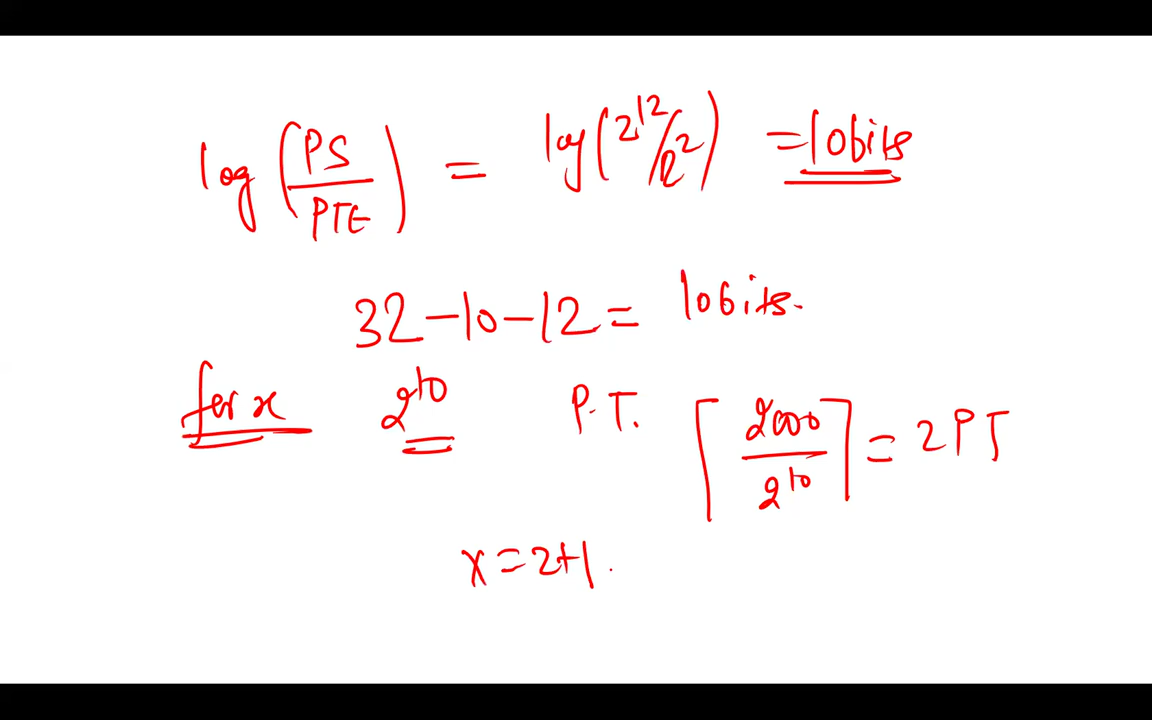 log(PS/PTE) = log(2^12/2^2) = 10bits
32-10-12 = 10bits.
for x 2^10 P.T. ⌈2000/2^10⌉ = 2PT
x=2+1.